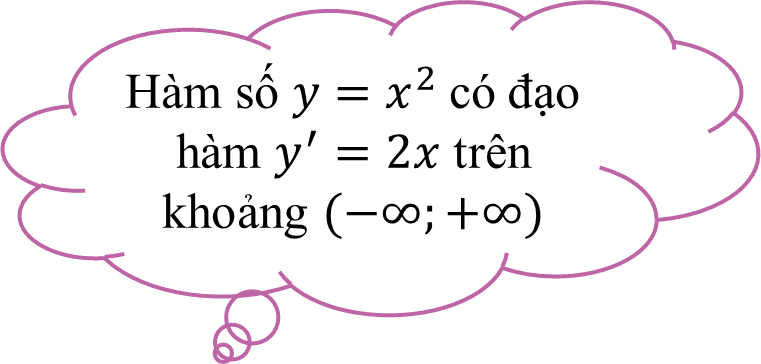 Hàm số y = x² có đạo
hàm y′ = 2x trên
khoảng (−∞; +∞)